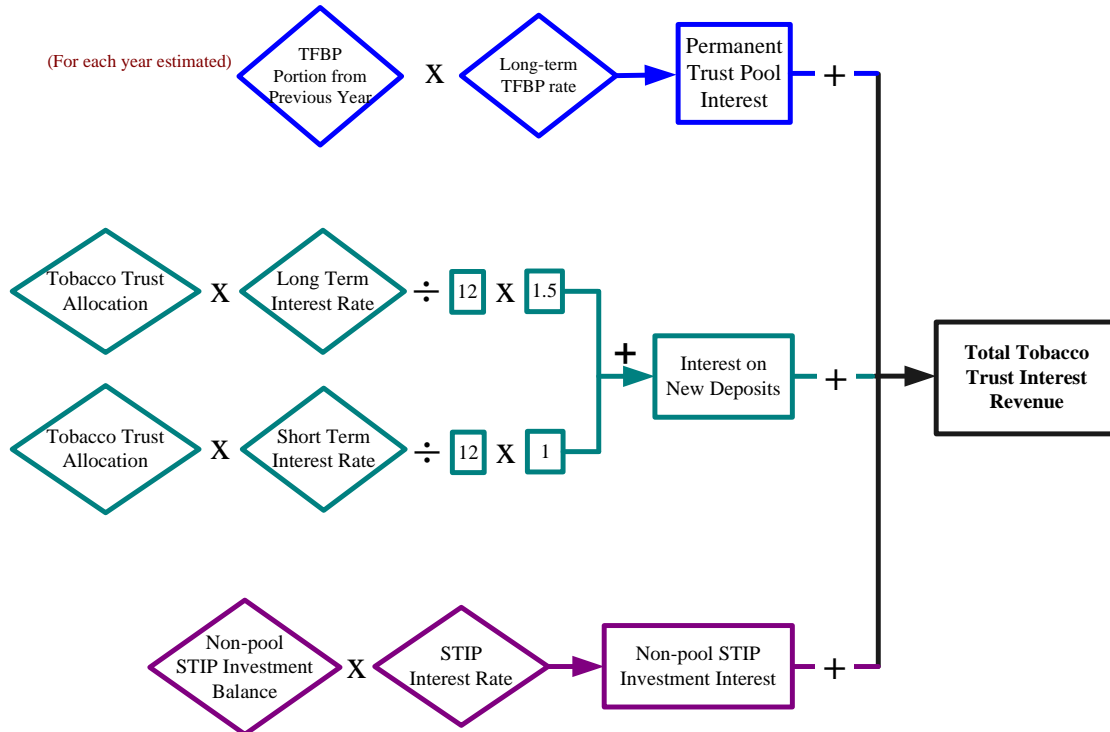 (For each year estimated)
TFBP
Portion from
Previous Year
X
Long-term
TFBP rate
Permanent
Trust Pool
Interest
+
Tobacco Trust
Allocation
X
Long Term
Interest Rate
÷
12
X
1.5
+
Interest on
New Deposits
+
Total Tobacco
Trust Interest
Revenue
Tobacco Trust
Allocation
X
Short Term
Interest Rate
÷
12
X
1
Non-pool
STIP Investment
Balance
X
STIP
Interest Rate
Non-pool STIP
Investment Interest
+